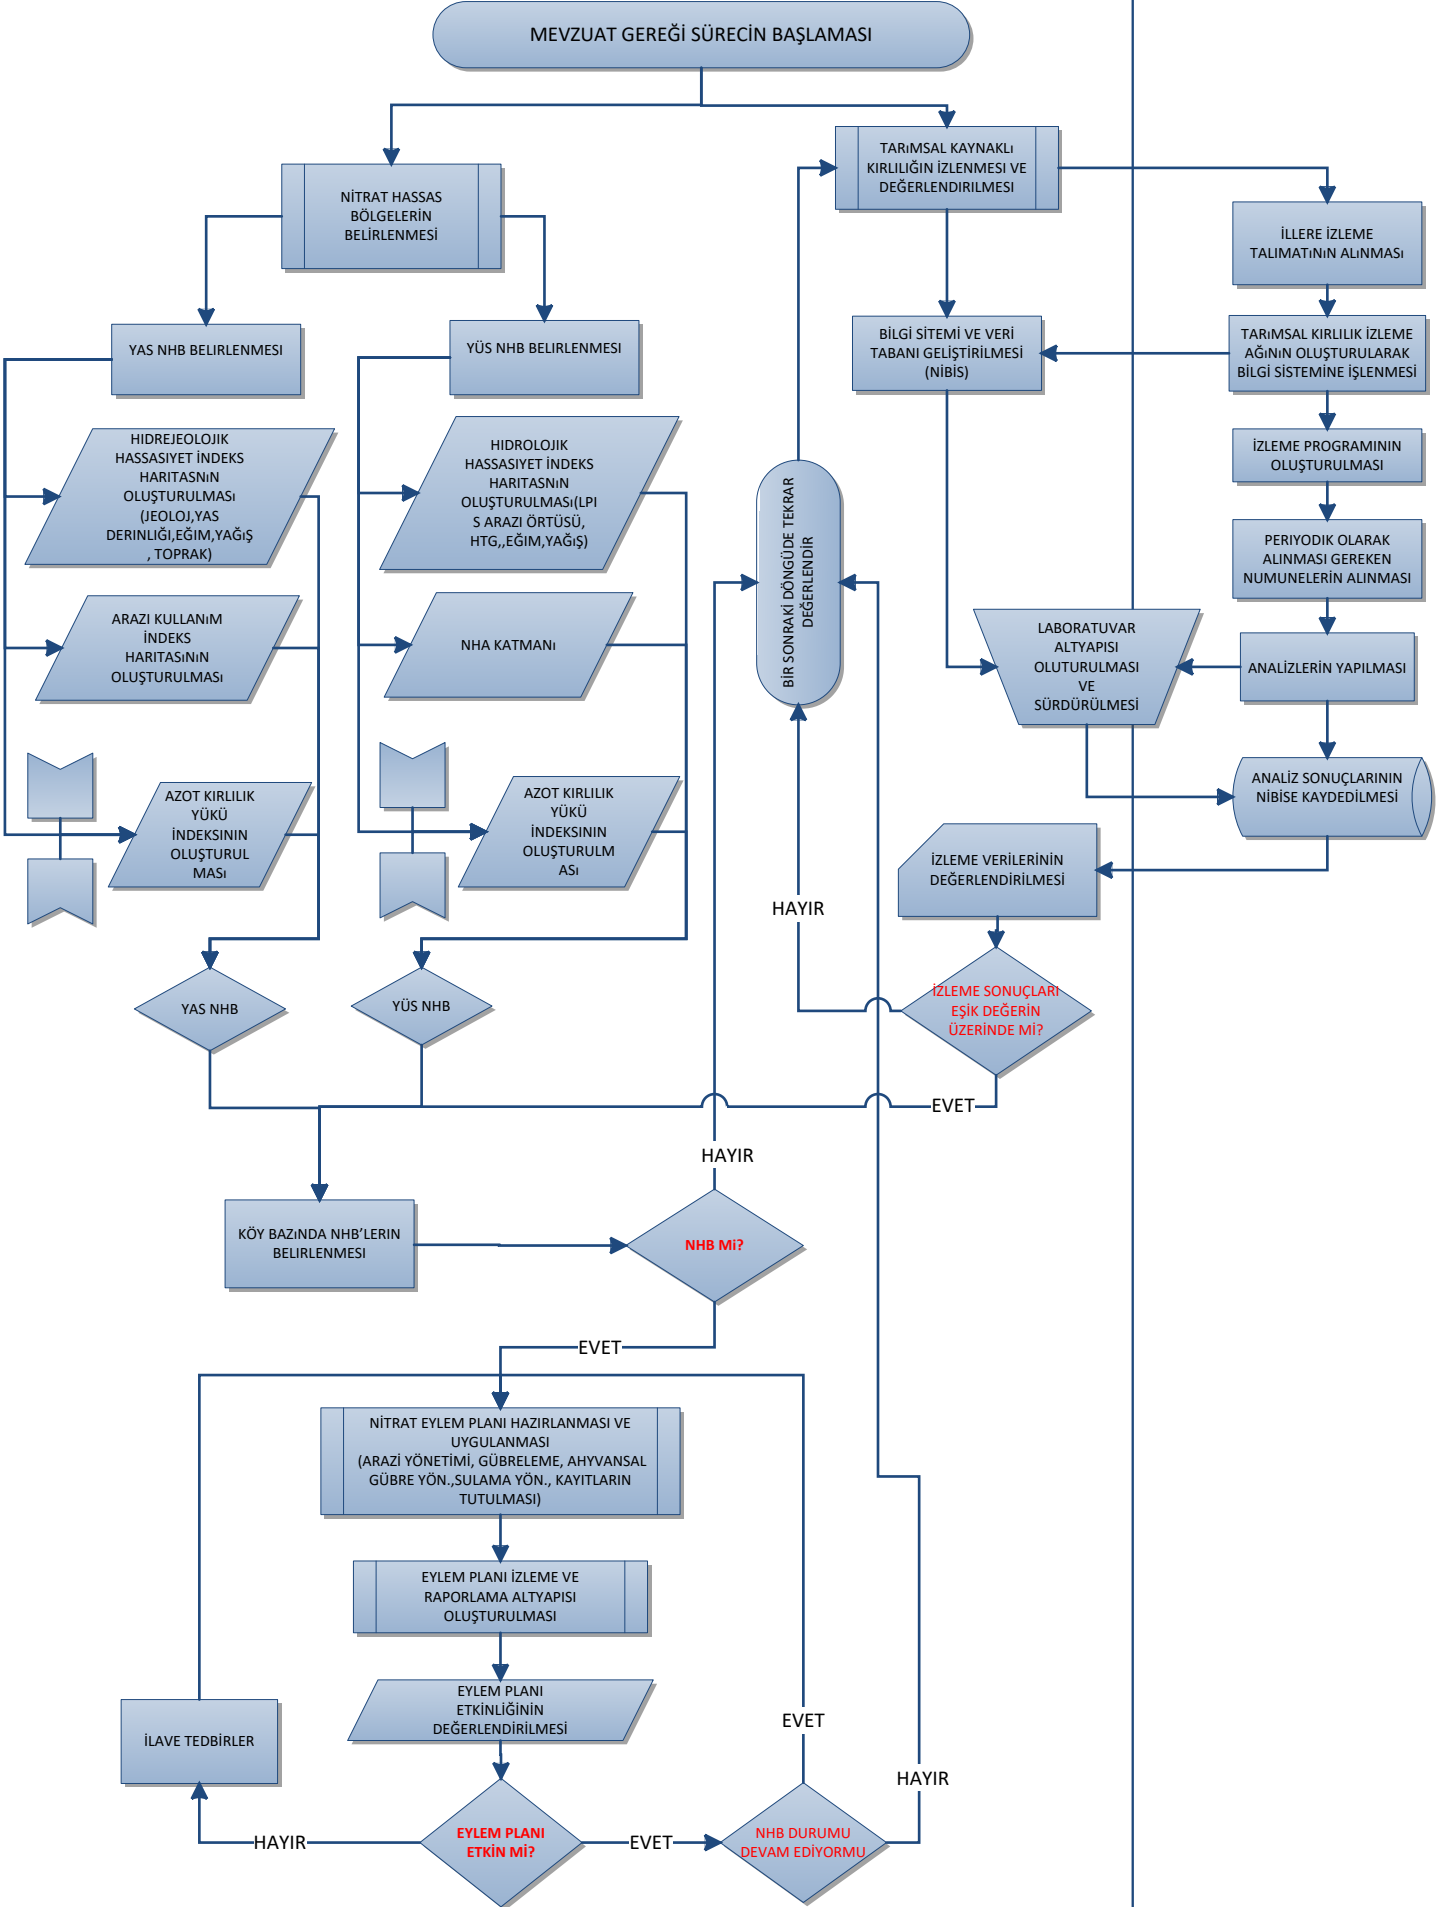 MEVZUAT GEREĞİ SÜRECİN BAŞLAMASI
TARıMSAL KAYNAKLı
KIRLILIĞIN İZLENMESI VE
DEĞERLENDIRILMESI
NİTRAT HASSAS
BÖLGELERİN
BELİRLENMESİ
İLLERE İZLEME
TALIMATıNıN ALıNMASı
YAS NHB BELIRLENMESI
YÜS NHB BELIRLENMESI
BİLGİ SİTEMİ VE VERİ
TABANI GELİŞTİRİLMESİ
(NİBİS)
TARıMSAL KIRLILIK İZLEME
AĞıNıN OLUŞTURULARAK
BİLGİ SİSTEMİNE İŞLENMESİ
HIDREJEOLOJIK
HASSASIYET İNDEKS
HARITASNıN
OLUŞTURULMASı
(JEOLOJ,YAS
DERINLIĞI,EĞIM,YAĞıŞ
, TOPRAK)
HIDROLOJIK
HASSASIYET İNDEKS
HARITASNıN
OLUŞTURULMASı(LPI
S ARAZI ÖRTÜSÜ,
HTG,,EĞIM,YAĞıŞ)
İZLEME PROGRAMININ
OLUŞTURULMASI
BİR SONRAKİ DÖNGÜDE TEKRAR
DEĞERLENDİR
PERIYODIK OLARAK
ALINMASI GEREKEN
NUMUNELERİN ALINMASI
ARAZI KULLANıM
İNDEKS
HARITASıNıN
OLUŞTURULMASı
NHA KATMANı
LABORATUVAR
ALTYAPISI
OLUTURULMASI
VE
SÜRDÜRÜLMESİ
ANALİZLERİN YAPILMASI
AZOT KIRLILIK
YÜKÜ
İNDEKSININ
OLUŞTURUL
MASı
AZOT KIRLILIK
YÜKÜ
İNDEKSININ
OLUŞTURULM
ASı
ANALİZ SONUÇLARININ
NİBİSE KAYDEDİLMESİ
İZLEME VERİLERİNİN
DEĞERLENDİRİLMESİ
HAYIR
YAS NHB
YÜS NHB
İZLEME SONUÇLARI
EŞİK DEĞERİN
ÜZERİNDE Mİ?
EVET
HAYIR
KÖY BAZıNDA NHB’LERIN
BELIRLENMESI
NHB Mi?
EVET
NİTRAT EYLEM PLANI HAZIRLANMASI VE
UYGULANMASI
(ARAZİ YÖNETİMİ, GÜBRELEME, AHYVANSAL
GÜBRE YÖN.,SULAMA YÖN., KAYITLARIN
TUTULMASI)
EYLEM PLANI İZLEME VE
RAPORLAMA ALTYAPISI
OLUŞTURULMASI
EYLEM PLANI
ETKİNLİĞİNİN
DEĞERLENDİRİLMESİ
İLAVE TEDBİRLER
EVET
HAYIR
HAYIR
EYLEM PLANI
ETKİN Mİ?
EVET
NHB DURUMU
DEVAM EDİYORMU